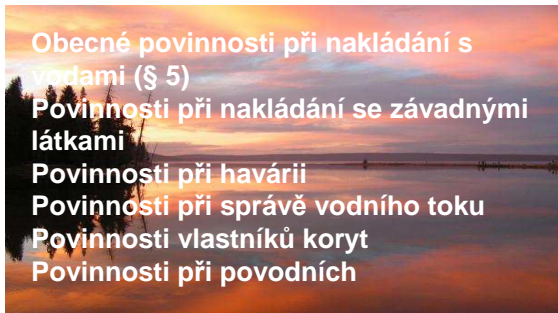 Obecné povinnosti při nakládání s
vodami (§ 5)
Povinnosti při nakládání se závadnými
látkami
Povinnosti při havárii
Povinnosti při správě vodního toku
Povinnosti vlastníků koryt
Povinnosti při povodních